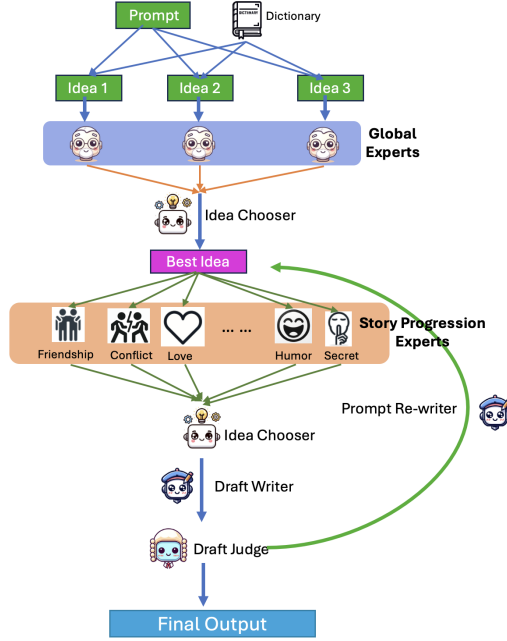 Prompt
DICTIONARY
Dictionary
Idea 1
Idea 2
Idea 3
Global
Experts
Idea Chooser
Best Idea
Friendship
Conflict
Love
... ...
Humor
Secret
Story Progression
Experts
Idea Chooser
Prompt Re-writer
Draft Writer
Draft Judge
Final Output